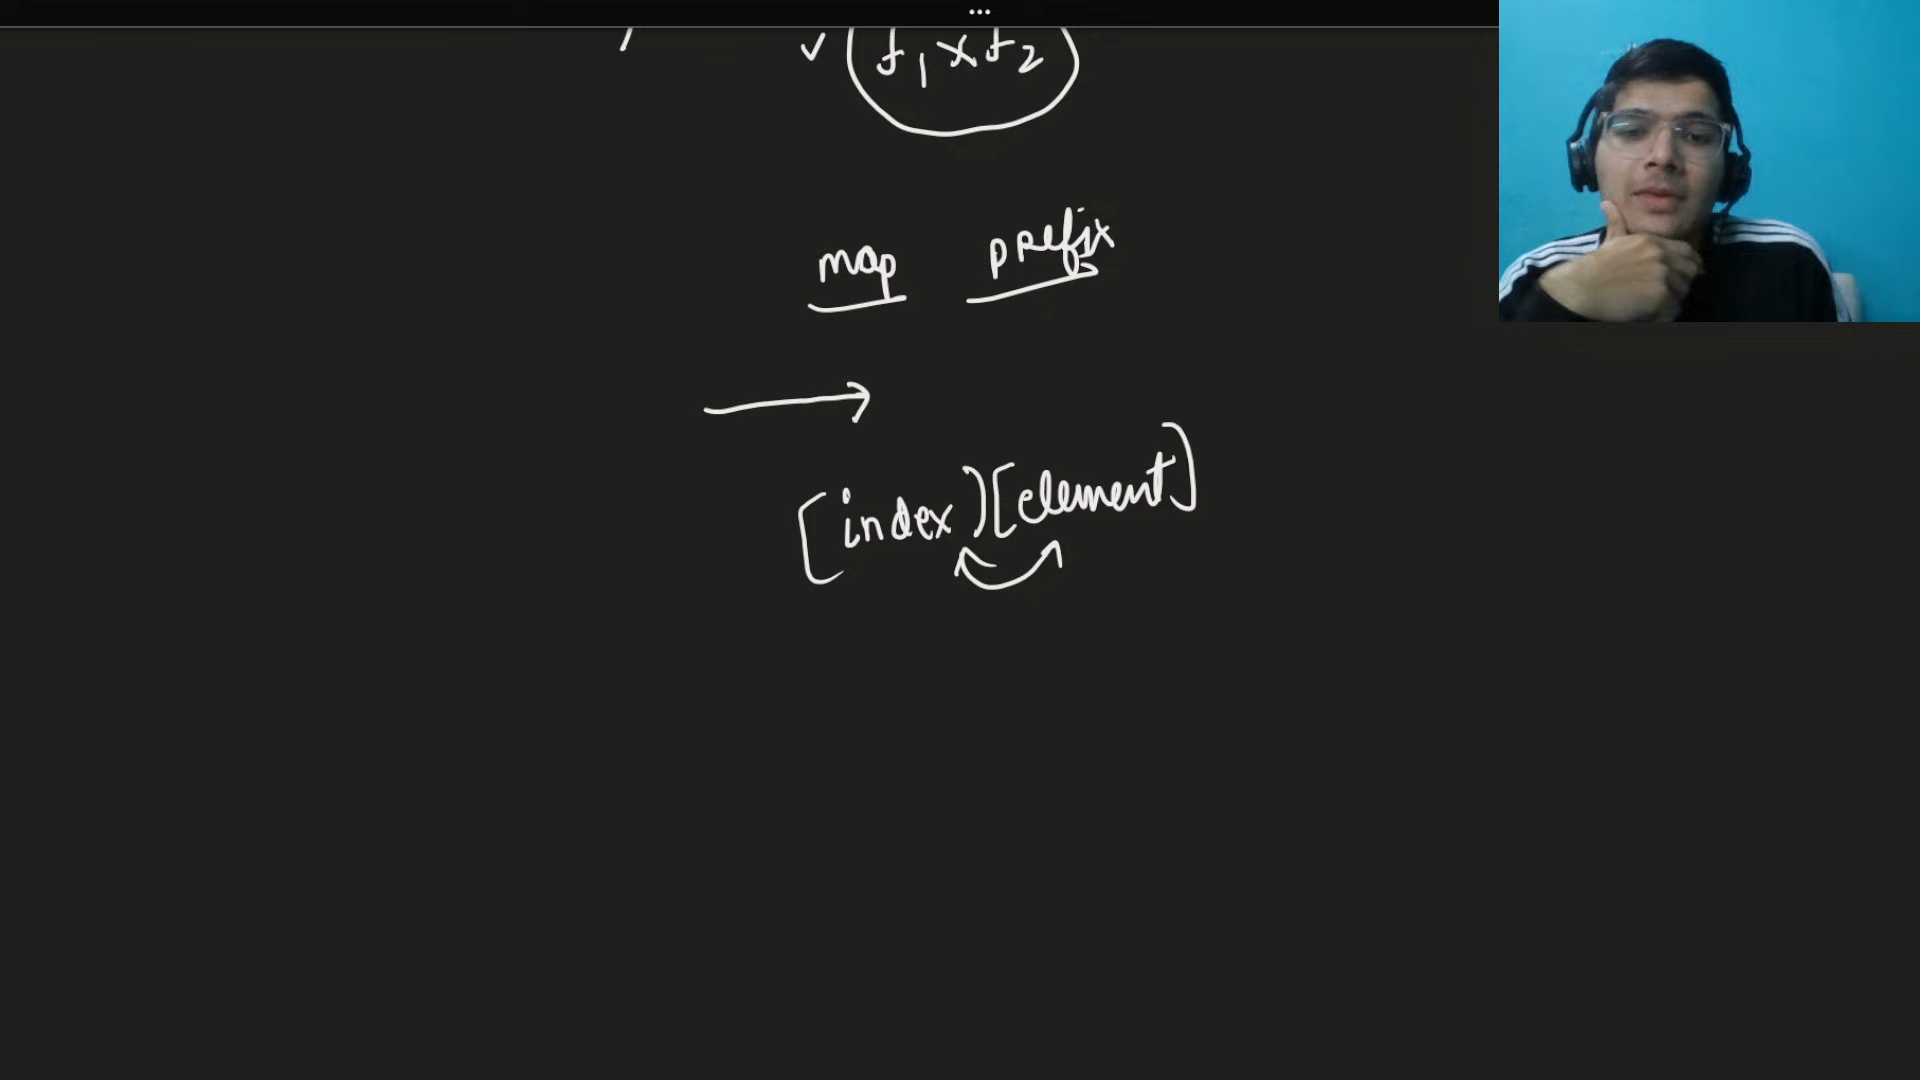 ✓ f1 x f2
map prefix
[index][element]